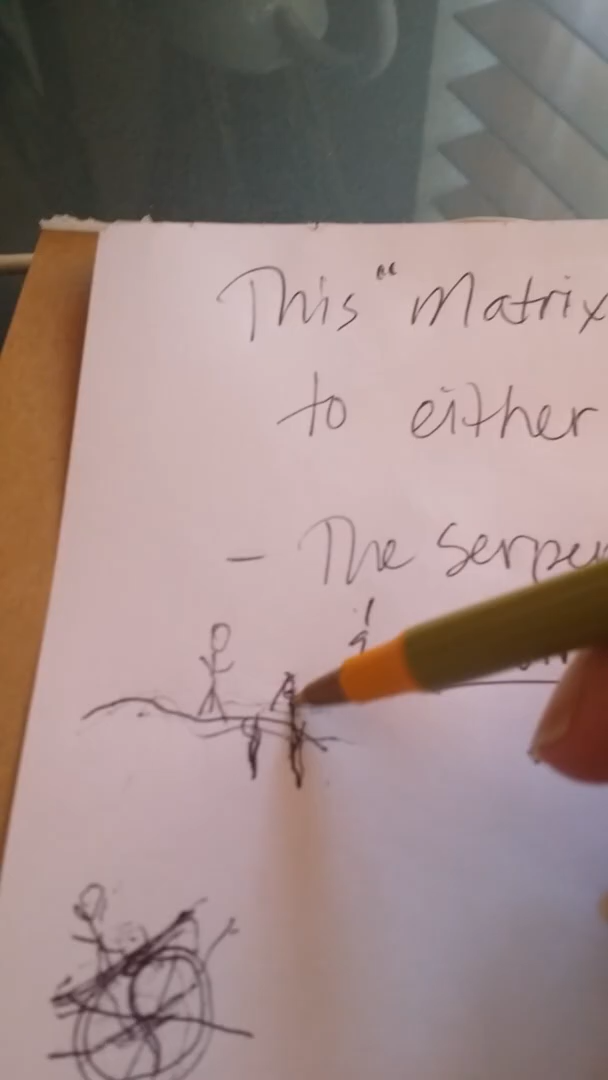 This "Matrix
to either
- The Serpe